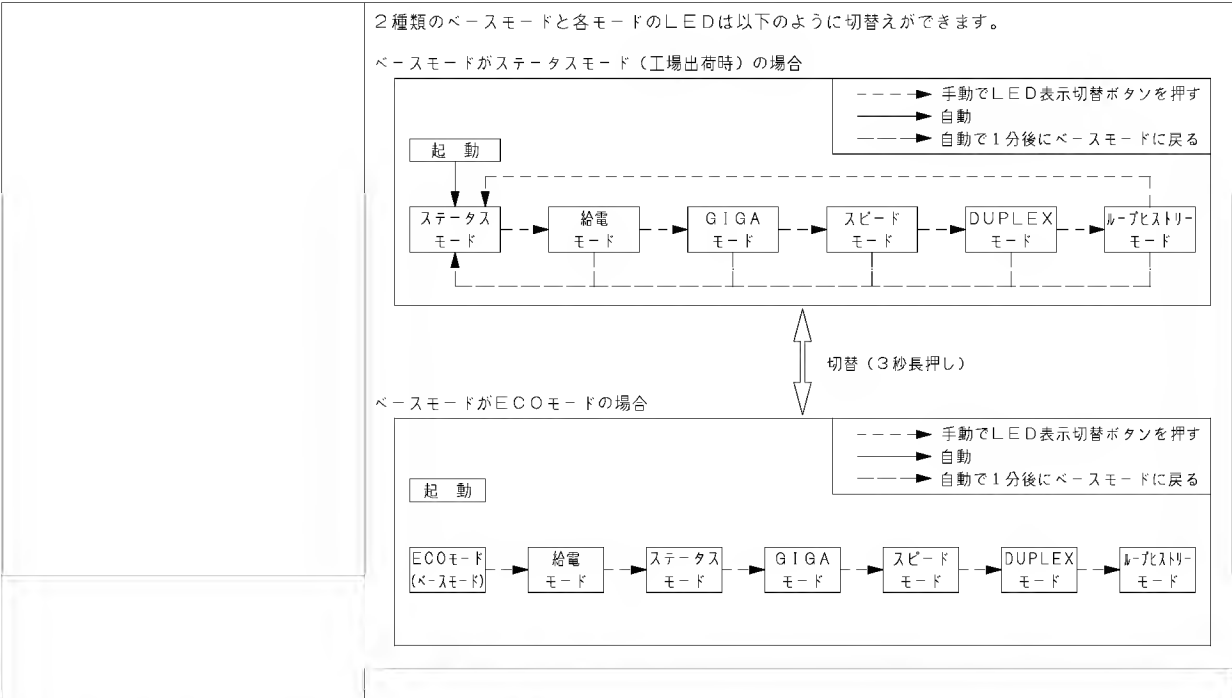 ２種類のベースモードと各モードのＬＥＤは以下のように切替えができます。
ベースモードがステータスモード（工場出荷時）の場合
手動でＬＥＤ表示切替ボタンを押す
自動
自動で１分後にベースモードに戻る
起　動
ステータス
モード
給電
モード
ＧＩＧＡ
モード
スピード
モード
ＤＵＰＬＥＸ
モード
ループヒストリー
モード
切替（３秒長押し）
ベースモードがＥＣＯモードの場合
手動でＬＥＤ表示切替ボタンを押す
自動
自動で１分後にベースモードに戻る
起　動
ECOモード
(ベースモード)
給電
モード
ステータス
モード
ＧＩＧＡ
モード
スピード
モード
DUPLEX
モード
ループヒストリー
モード